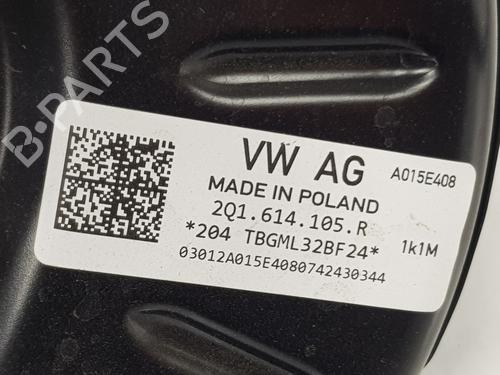 B-PARTS
VW AG
A015E408
MADE IN POLAND
2Q1.614.105.R
*204 TBGML32BF24*
1k1M
03012A015E4080742430344